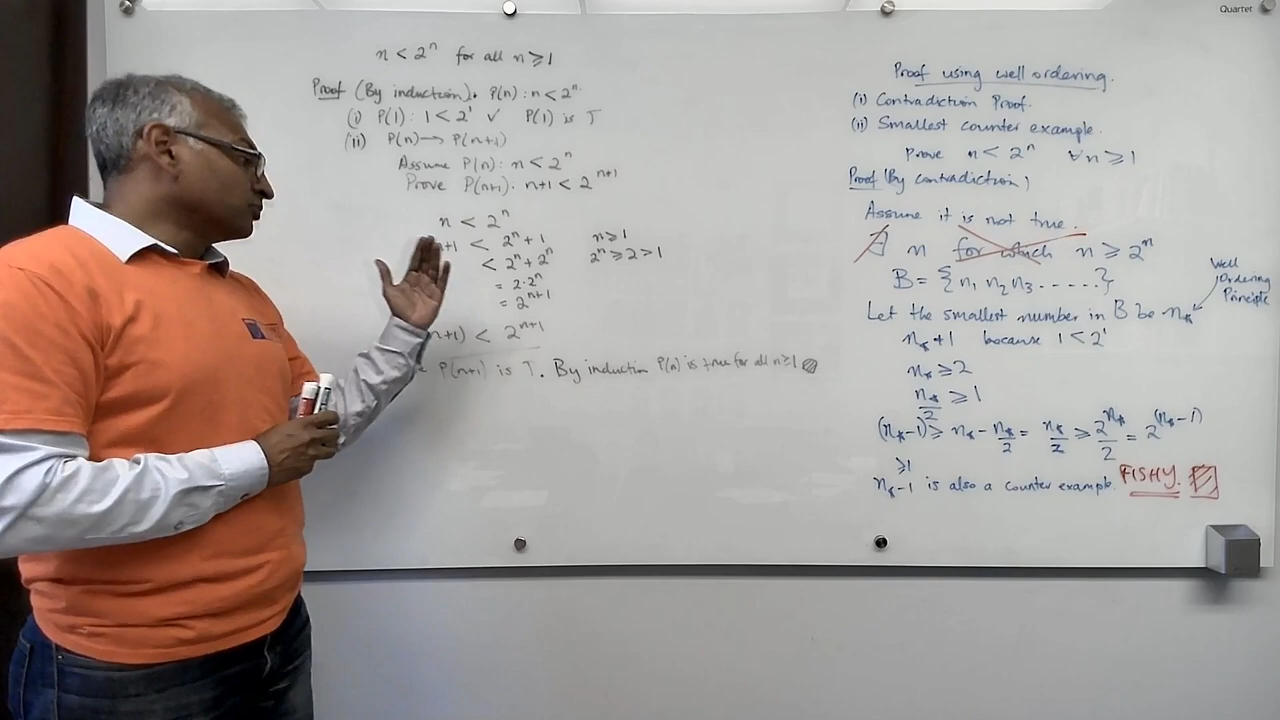 Quartet
n < 2ⁿ for all n ≥ 1
Proof (By induction). P(n) : n < 2ⁿ.
(i) P(1) : 1 < 2¹ ✓ P(1) is T
(ii) P(n) → P(n+1)
Assume P(n) : n < 2ⁿ
Prove P(n+1). n+1 < 2ⁿ⁺¹
n < 2ⁿ
+1 < 2ⁿ + 1 n ≥ 1
< 2ⁿ + 2ⁿ 2ⁿ ≥ 2 > 1
= 2·2ⁿ
= 2ⁿ⁺¹
n+1) < 2ⁿ⁺¹
P(n+1) is T. By induction P(n) is true for all n ≥ 1
Proof using well ordering.
(i) Contradiction Proof.
(ii) Smallest counter example.
Prove n < 2ⁿ ∀ n ≥ 1
Proof (By contradiction)
Assume it is not true.
∃ n for which n ≥ 2ⁿ
B = {n₁ n₂ n₃ ......}
Well Ordering Principle
Let the smallest number in B be n*
n* ≠ 1 because 1 < 2¹
n* ≥ 2
n*/2 ≥ 1
(n*-1) ≥ n* - n*/2 = n*/2 ≥ 2^n*/2 = 2^(n*-1)
≥1
n*-1 is also a counter example. FISHY.